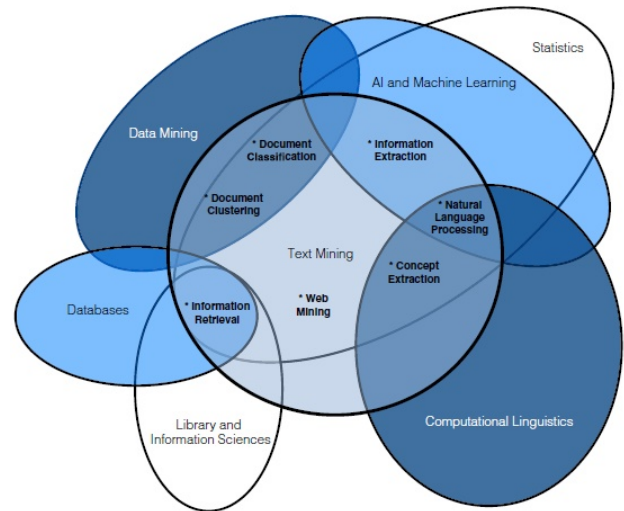 Statistics
AI and Machine Learning
Data Mining
* Document
Classification
* Information
Extraction
* Document
Clustering
* Natural
Language
Processing
Text Mining
* Concept
Extraction
* Web
Mining
Databases
* Information
Retrieval
Library and
Information Sciences
Computational Linguistics